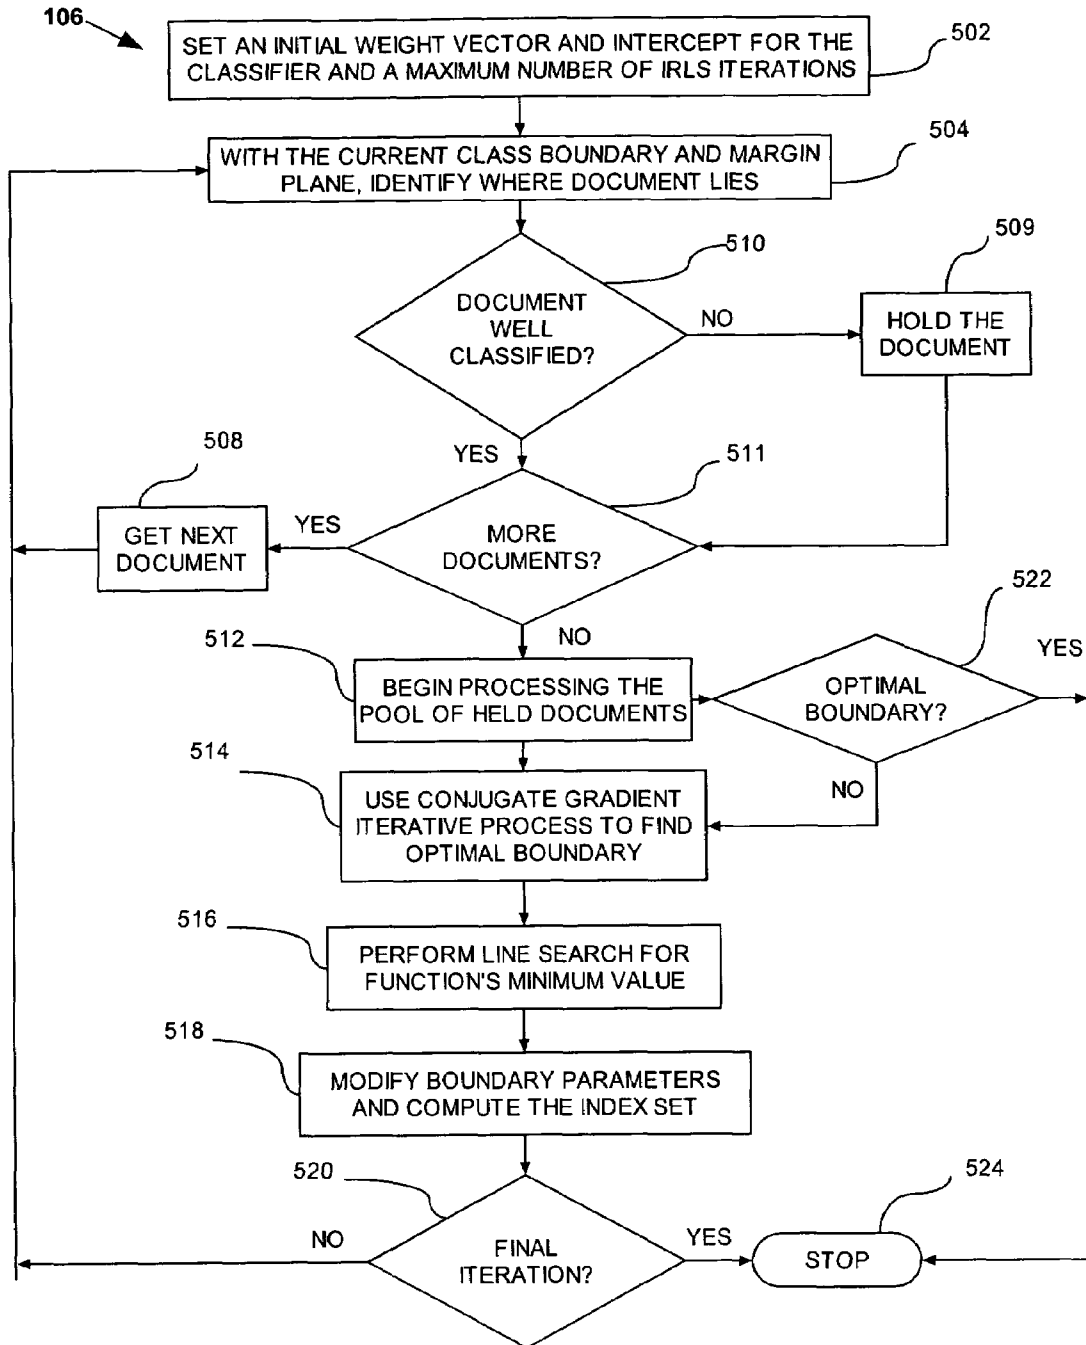 106
SET AN INITIAL WEIGHT VECTOR AND INTERCEPT FOR THE
CLASSIFIER AND A MAXIMUM NUMBER OF IRLS ITERATIONS
502
WITH THE CURRENT CLASS BOUNDARY AND MARGIN
PLANE, IDENTIFY WHERE DOCUMENT LIES
504
510
DOCUMENT
WELL
CLASSIFIED?
NO
509
HOLD THE
DOCUMENT
YES
508
511
GET NEXT
DOCUMENT
YES
MORE
DOCUMENTS?
NO
512
BEGIN PROCESSING THE
POOL OF HELD DOCUMENTS
522
OPTIMAL
BOUNDARY?
YES
NO
514
USE CONJUGATE GRADIENT
ITERATIVE PROCESS TO FIND
OPTIMAL BOUNDARY
516
PERFORM LINE SEARCH FOR
FUNCTION'S MINIMUM VALUE
518
MODIFY BOUNDARY PARAMETERS
AND COMPUTE THE INDEX SET
520
FINAL
ITERATION?
NO
YES
524
STOP